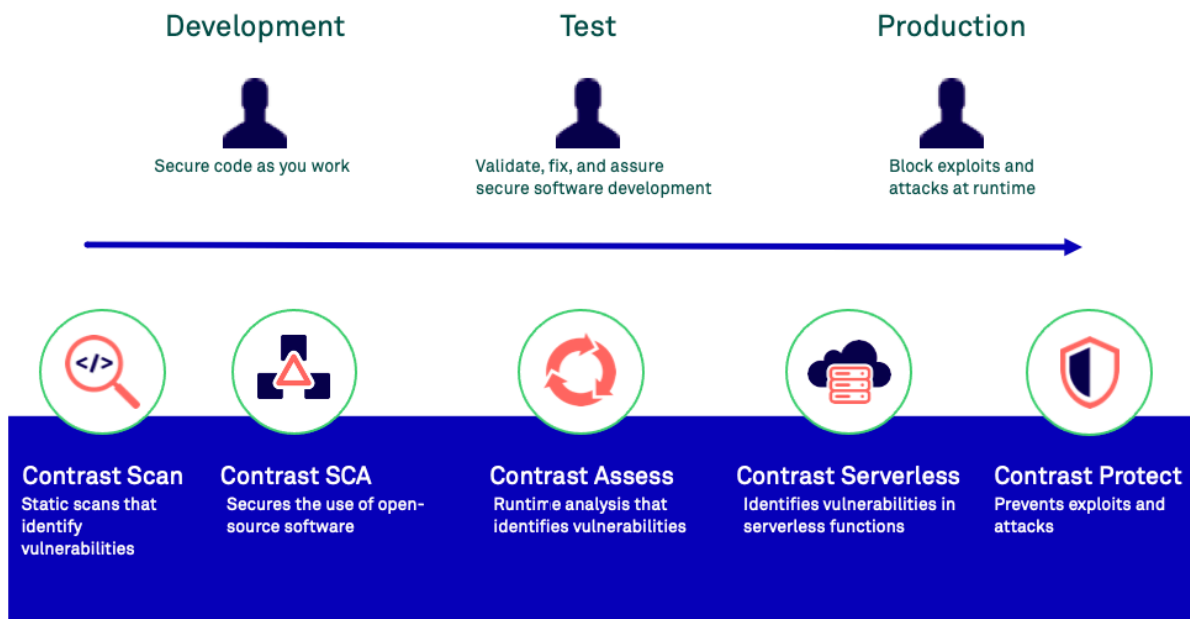 Development
Test
Production
Secure code as you work
Validate, fix, and assure
secure software development
Block exploits and
attacks at runtime
</>
Contrast Scan
Static scans that
identify
vulnerabilities
Contrast SCA
Secures the use of open-
source software
Contrast Assess
Runtime analysis that
identifies vulnerabilities
Contrast Serverless
Identifies vulnerabilities in
serverless functions
Contrast Protect
Prevents exploits and
attacks